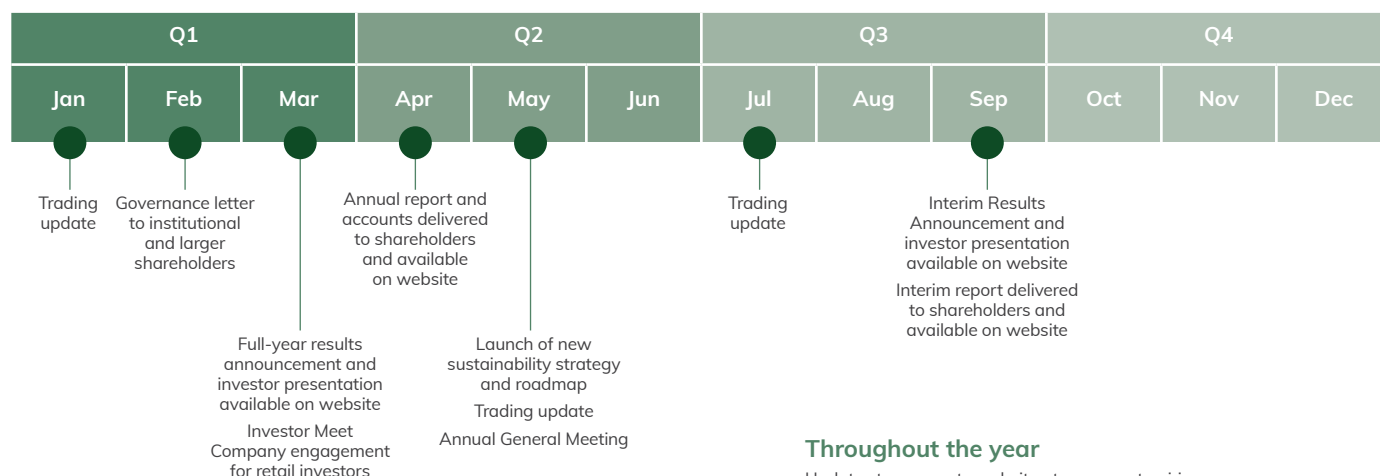 Q1
Q2
Q3
Q4
Jan
Feb
Mar
Apr
May
Jun
Jul
Aug
Sep
Oct
Nov
Dec
Trading
update
Governance letter
to institutional
and larger
shareholders
Full-year results
announcement and
investor presentation
available on website
Investor Meet
Company engagement
for retail investors
Annual report and
accounts delivered
to shareholders
and available
on website
Launch of new
sustainability strategy
and roadmap
Trading update
Annual General Meeting
Trading
update
Interim Results
Announcement and
investor presentation
available on website
Interim report delivered
to shareholders and
available on website
Throughout the year